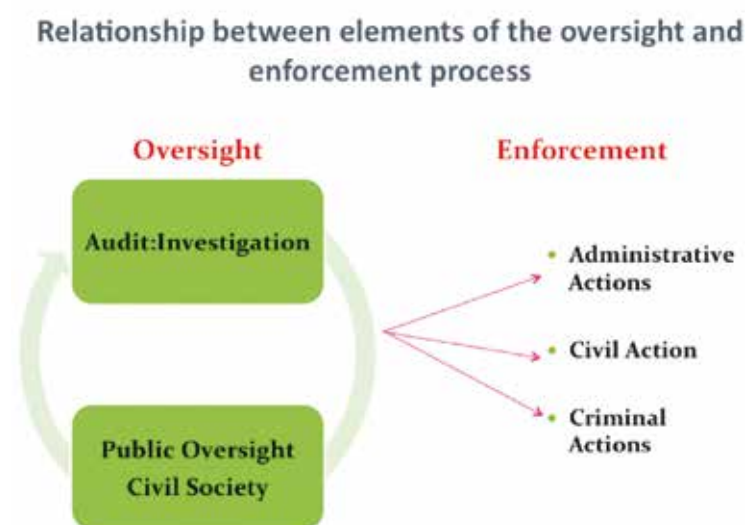 Relationship between elements of the oversight and
enforcement process
Oversight
Enforcement
Audit:Investigation
Public Oversight
Civil Society
• Administrative
Actions
• Civil Action
• Criminal
Actions